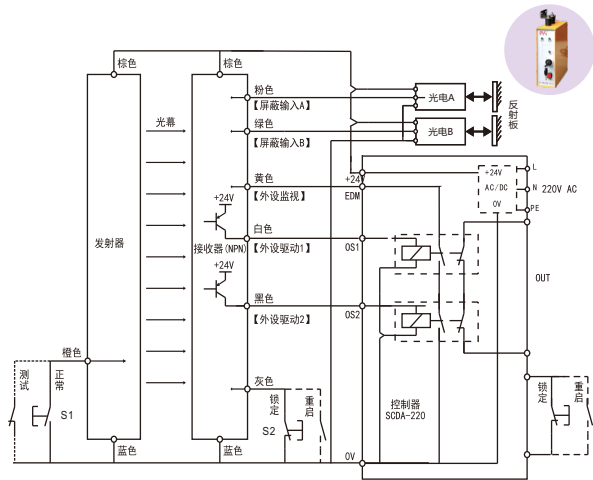 棕色
棕色
粉色
【屏蔽输入A】
绿色
【屏蔽输入B】
光电A
光电B
反射板
光幕
黄色
【外设监视】
+24V
EDM
+24V
AC/DC
0V
L
N
PE
220V AC
+24V
白色
【外设驱动1】
OS1
发射器
接收器(NPN)
+24V
黑色
【外设驱动2】
OS2
OUT
橙色
测试
正常
S1
灰色
锁定
重启
S2
控制器
SCDA-220
锁定
重启
蓝色
蓝色
0V